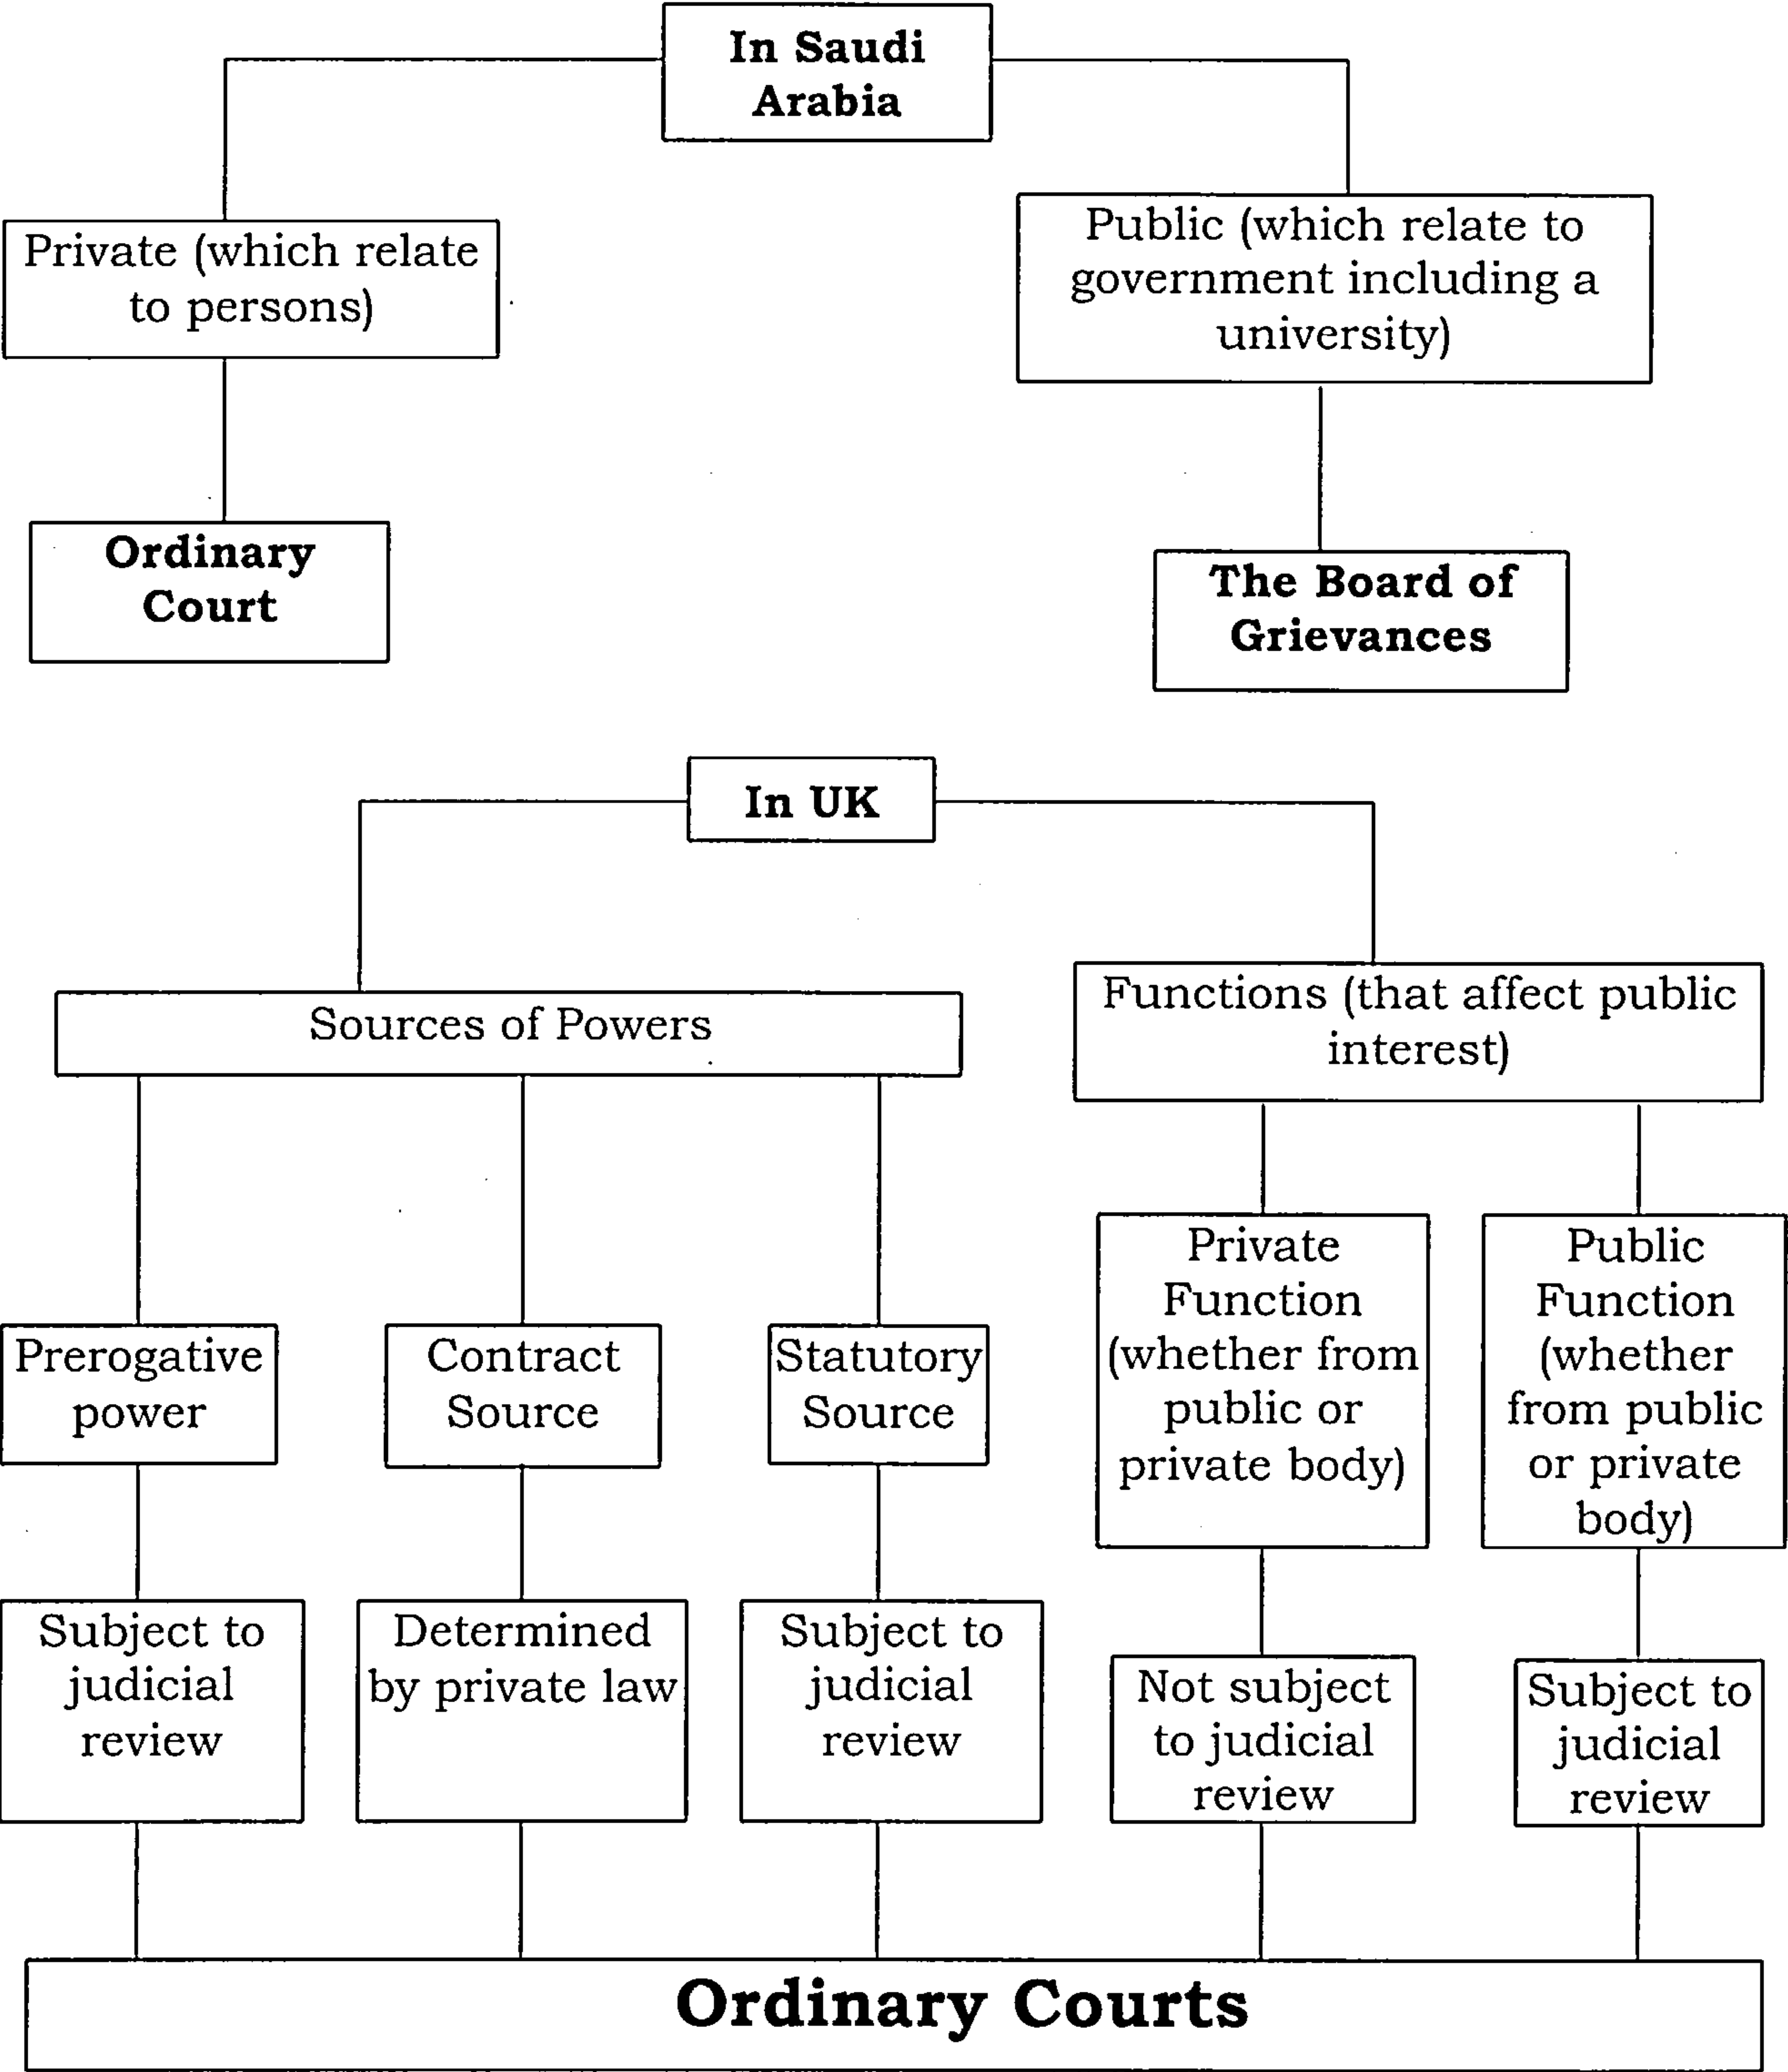 In Saudi
Arabia
Private (which relate
to persons)
Public (which relate to
government including a
university)
Ordinary
Court
The Board of
Grievances
In UK
Sources of Powers
Functions (that affect public
interest)
Prerogative
power
Contract
Source
Statutory
Source
Private
Function
(whether from
public or
private body)
Public
Function
(whether
from public
or private
body)
Subject to
judicial
review
Determined
by private law
Subject to
judicial
review
Not subject
to judicial
review
Subject to
judicial
review
Ordinary Courts